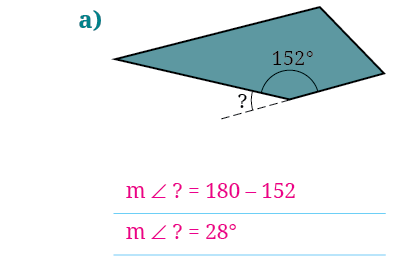 a)
152°
?
m ∠ ? = 180 – 152
m ∠ ? = 28°